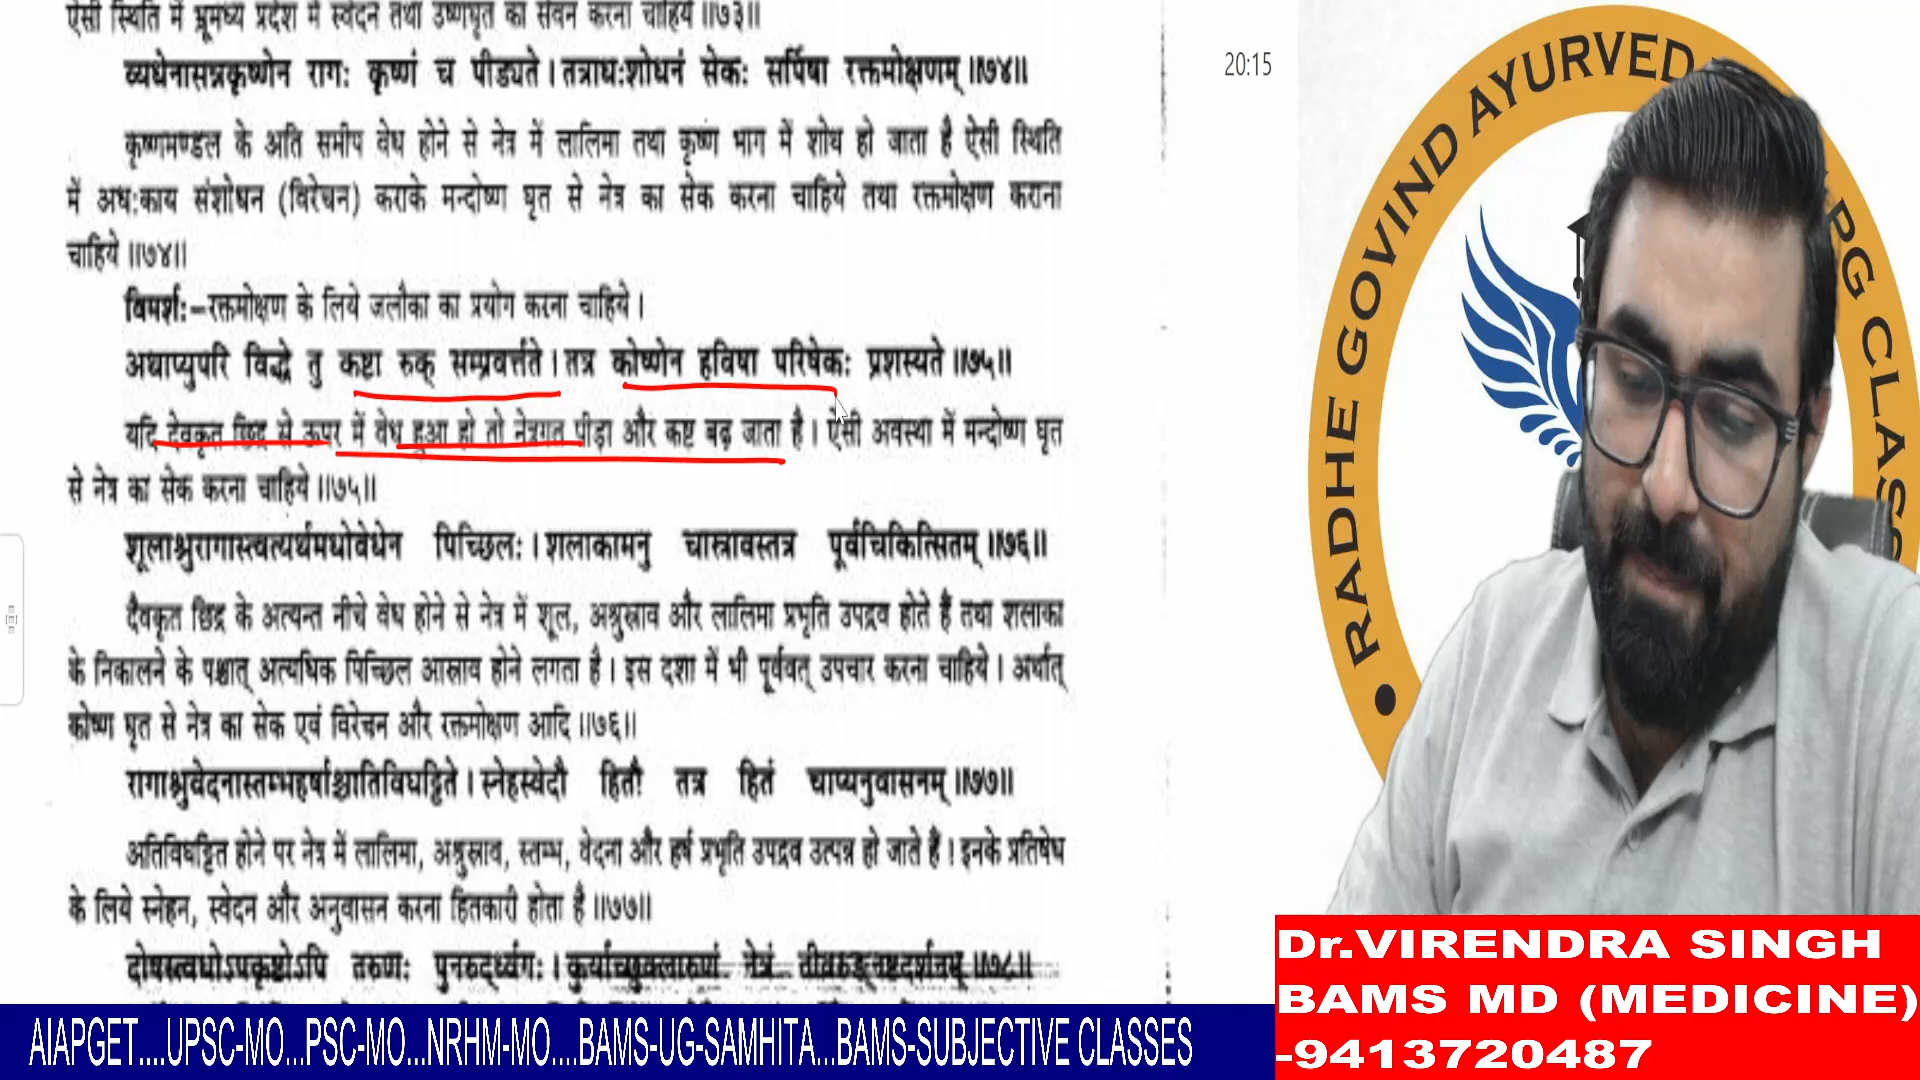 ऐसी स्थिति में भ्रूमध्य प्रदेश में स्वेदन तथा उष्णघृत का सेवन करना चाहिये ॥७३॥
व्यधेनासन्नकृष्णेन रागः कृष्णं च पीड्यते । तत्राधःशोधनं सेकः सर्पिषा रक्तमोक्षणम् ॥७४॥
कृष्णमण्डल के अति समीप वेध होने से नेत्र में लालिमा तथा कृष्ण भाग में शोथ हो जाता है ऐसी स्थिति
में अधःकाय संशोधन (विरेचन) कराके मन्दोष्ण घृत से नेत्र का सेक करना चाहिये तथा रक्तमोक्षण कराना
चाहिये ॥७४॥
विमर्शः-रक्तमोक्षण के लिये जलौका का प्रयोग करना चाहिये ।
अथाप्युपरि विद्धे तु कष्टा रुक् सम्प्रवर्त्तते । तत्र कोष्णेन हविषा परिषेकः प्रशस्यते ॥७५॥
यदि देवकृत छिद्र से ऊपर में वेध हुआ हो तो नेत्रगत पीड़ा और कष्ट बढ़ जाता है । ऐसी अवस्था में मन्दोष्ण घृत
से नेत्र का सेक करना चाहिये ॥७५॥
शूलाश्रुरागास्त्वत्यर्थमधोवेधेन पिच्छिलः । शलाकामनु चास्रावस्तत्र पूर्वचिकित्सितम् ॥७६॥
दैवकृत छिद्र के अत्यन्त नीचे वेध होने से नेत्र में शूल, अश्रुस्राव और लालिमा प्रभृति उपद्रव होते हैं तथा शलाका
के निकालने के पश्चात् अत्यधिक पिच्छिल आस्राव होने लगता है । इस दशा में भी पूर्ववत् उपचार करना चाहिये । अर्थात्
कोष्ण घृत से नेत्र का सेक एवं विरेचन और रक्तमोक्षण आदि ॥७६॥
रागाश्रुवेदनास्तम्भहर्षाश्चातिविघट्टिते । स्नेहस्वेदौ हितौ तत्र हितं चाप्यनुवासनम् ॥७७॥
अतिविघट्टित होने पर नेत्र में लालिमा, अश्रुस्राव, स्तम्भ, वेदना और हर्ष प्रभृति उपद्रव उत्पन्न हो जाते हैं । इनके प्रतिषेध
के लिये स्नेहन, स्वेदन और अनुवासन करना हितकारी होता है ॥७७॥
दोषस्त्वधोऽपकृष्टोऽपि तरुणः पुनरुर्ध्वगः । कुर्याच्छुक्लारुणं नेत्रं तीव्ररुङ्नष्टदर्शनम् ॥७८॥
20:15
RADHE GOVIND AYURVED PG CLASS
Dr.VIRENDRA SINGH
BAMS MD (MEDICINE)
-9413720487
AIAPGET....UPSC-MO...PSC-MO...NRHM-MO....BAMS-UG-SAMHITA...BAMS-SUBJECTIVE CLASSES